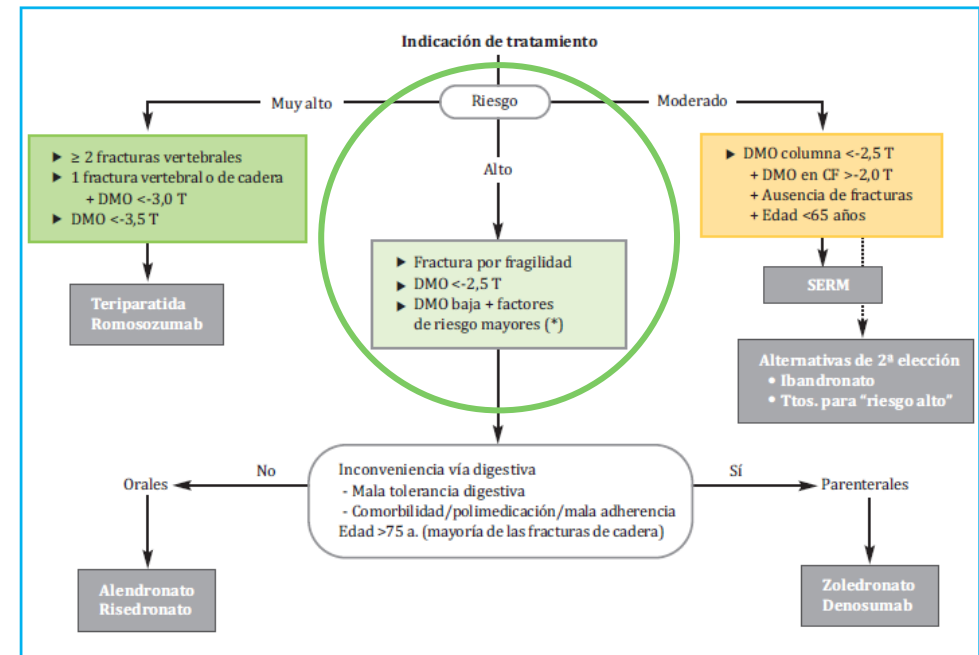 Indicación de tratamiento
Muy alto
Riesgo
Moderado
▶ ≥ 2 fracturas vertebrales
▶ 1 fractura vertebral o de cadera
+ DMO <-3,0 T
▶ DMO <-3,5 T
Alto
▶ DMO columna <-2,5 T
+ DMO en CF >-2,0 T
+ Ausencia de fracturas
+ Edad <65 años
▶ Fractura por fragilidad
▶ DMO <-2,5 T
▶ DMO baja + factores
de riesgo mayores (*)
Teriparatida
Romosozumab
SERM
Alternativas de 2ª elección
• Ibandronato
• Ttos. para "riesgo alto"
Inconveniencia vía digestiva
- Mala tolerancia digestiva
- Comorbilidad/polimedicación/mala adherencia
Edad >75 a. (mayoría de las fracturas de cadera)
No
Orales
Sí
Parenterales
Alendronato
Risedronato
Zoledronato
Denosumab